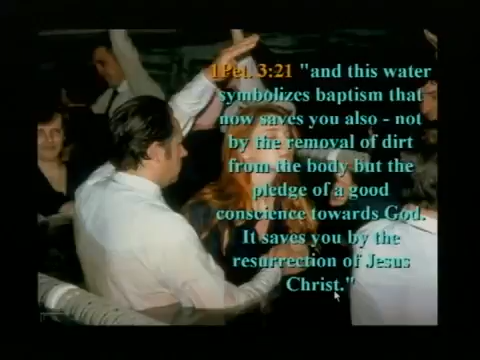 1Pet. 3:21 "and this water
symbolizes baptism that
now saves you also - not
by the removal of dirt
from the body but the
pledge of a good
conscience towards God.
It saves you by the
resurrection of Jesus
Christ."